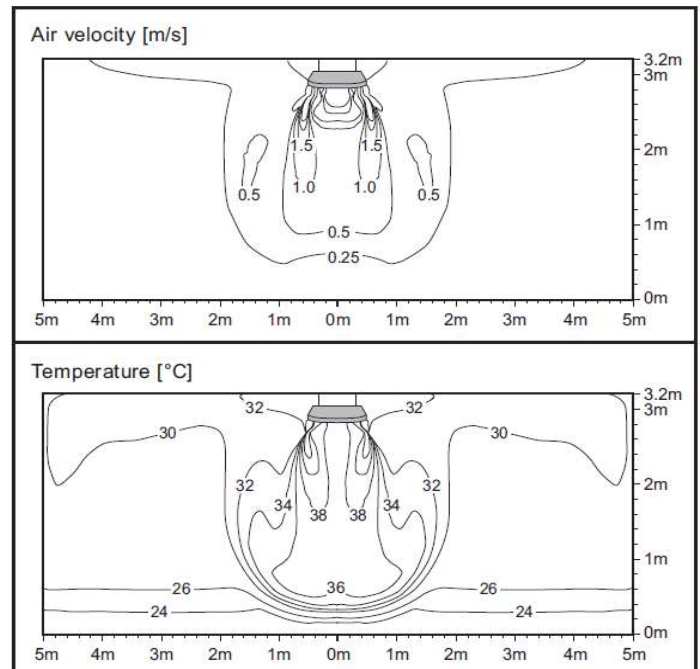 Air velocity [m/s]
3.2m
3m
1.5 1.5
2m
1.0 1.0
0.5 0.5
1m
0.5
0.25
0m
5m 4m 3m 2m 1m 0m 1m 2m 3m 4m 5m
Temperature [°C]
3.2m
32 32
3m
30 30
32 32
2m
34 34
38 38
1m
36
26 26
24 24
0m
5m 4m 3m 2m 1m 0m 1m 2m 3m 4m 5m